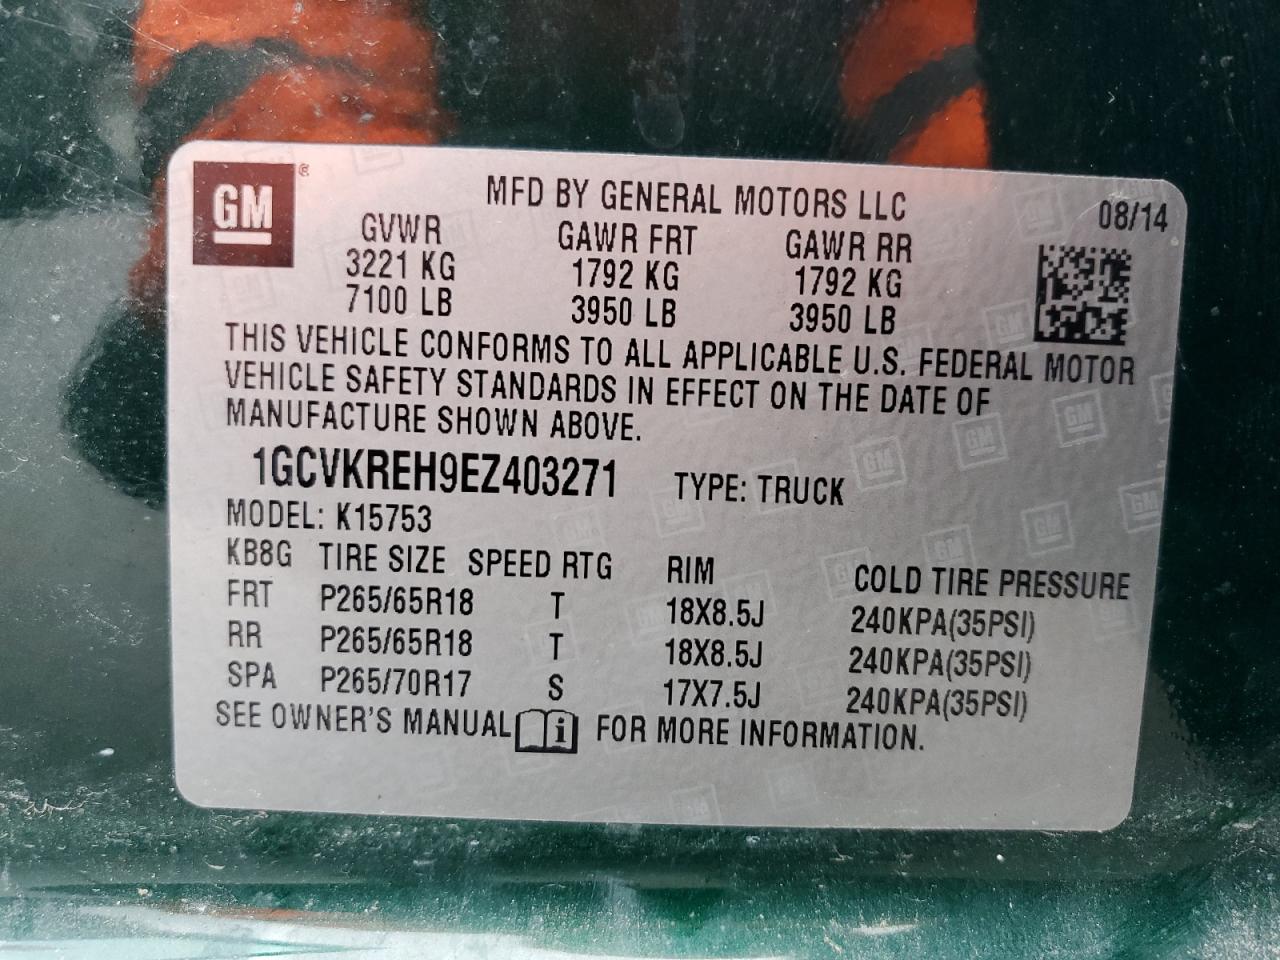 GM ®
MFD BY GENERAL MOTORS LLC 08/14
GVWR GAWR FRT GAWR RR
3221 KG 1792 KG 1792 KG
7100 LB 3950 LB 3950 LB
THIS VEHICLE CONFORMS TO ALL APPLICABLE U.S. FEDERAL MOTOR
VEHICLE SAFETY STANDARDS IN EFFECT ON THE DATE OF
MANUFACTURE SHOWN ABOVE.
1GCVKREH9EZ403271 TYPE: TRUCK
MODEL: K15753
KB8G TIRE SIZE SPEED RTG RIM COLD TIRE PRESSURE
FRT P265/65R18 T 18X8.5J 240KPA(35PSI)
RR P265/65R18 T 18X8.5J 240KPA(35PSI)
SPA P265/70R17 S 17X7.5J 240KPA(35PSI)
SEE OWNER'S MANUAL i FOR MORE INFORMATION.